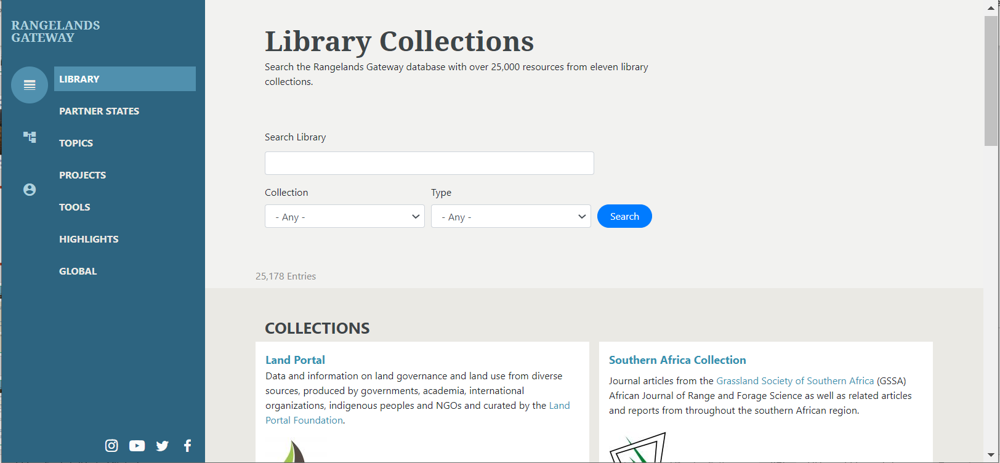 RANGELANDS
GATEWAY
LIBRARY
PARTNER STATES
TOPICS
PROJECTS
TOOLS
HIGHLIGHTS
GLOBAL
Library Collections
Search the Rangelands Gateway database with over 25,000 resources from eleven library
collections.
Search Library
Collection
Type
- Any -
- Any -
Search
25,178 Entries
COLLECTIONS
Land Portal
Data and information on land governance and land use from diverse
sources, produced by governments, academia, international
organizations, indigenous peoples and NGOs and curated by the Land
Portal Foundation.
Southern Africa Collection
Journal articles from the Grassland Society of Southern Africa (GSSA)
African Journal of Range and Forage Science as well as related articles
and reports from throughout the southern African region.